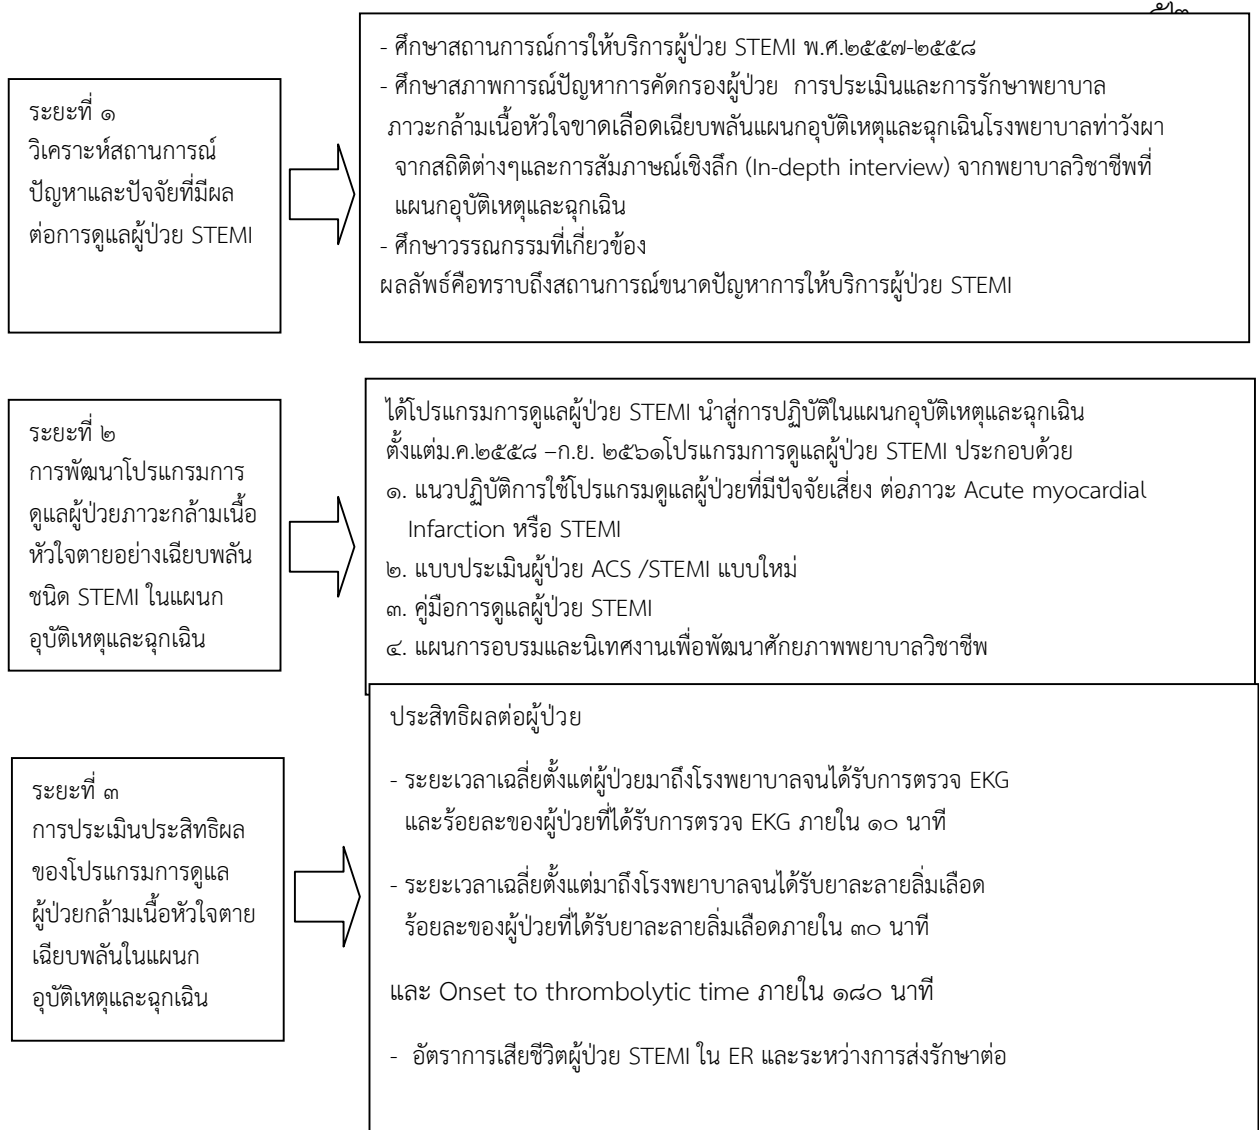 ระยะที่ ๑
วิเคราะห์สถานการณ์
ปัญหาและปัจจัยที่มีผล
ต่อการดูแลผู้ป่วย STEMI
- ศึกษาสถานการณ์การให้บริการผู้ป่วย STEMI พ.ศ.๒๕๕๗-๒๕๕๘
- ศึกษาสภาพการณ์ปัญหาการคัดกรองผู้ป่วย การประเมินและการรักษาพยาบาล
ภาวะกล้ามเนื้อหัวใจขาดเลือดเฉียบพลันแผนกอุบัติเหตุและฉุกเฉินโรงพยาบาลท่าวังผา
จากสถิติต่างๆและการสัมภาษณ์เชิงลึก (In-depth interview) จากพยาบาลวิชาชีพที่
แผนกอุบัติเหตุและฉุกเฉิน
- ศึกษาวรรณกรรมที่เกี่ยวข้อง
ผลลัพธ์คือทราบถึงสถานการณ์ขนาดปัญหาการให้บริการผู้ป่วย STEMI
ระยะที่ ๒
การพัฒนาโปรแกรมการ
ดูแลผู้ป่วยภาวะกล้ามเนื้อ
หัวใจตายอย่างเฉียบพลัน
ชนิด STEMI ในแผนก
อุบัติเหตุและฉุกเฉิน
ได้โปรแกรมการดูแลผู้ป่วย STEMI นำสู่การปฏิบัติในแผนกอุบัติเหตุและฉุกเฉิน
ตั้งแต่ม.ค.๒๕๕๘ –ก.ย. ๒๕๖๑โปรแกรมการดูแลผู้ป่วย STEMI ประกอบด้วย
๑. แนวปฏิบัติการใช้โปรแกรมดูแลผู้ป่วยที่มีปัจจัยเสี่ยง ต่อภาวะ Acute myocardial
Infarction หรือ STEMI
๒. แบบประเมินผู้ป่วย ACS /STEMI แบบใหม่
๓. คู่มือการดูแลผู้ป่วย STEMI
๔. แผนการอบรมและนิเทศงานเพื่อพัฒนาศักยภาพพยาบาลวิชาชีพ
ระยะที่ ๓
การประเมินประสิทธิผล
ของโปรแกรมการดูแล
ผู้ป่วยกล้ามเนื้อหัวใจตาย
เฉียบพลันในแผนก
อุบัติเหตุและฉุกเฉิน
ประสิทธิผลต่อผู้ป่วย
- ระยะเวลาเฉลี่ยตั้งแต่ผู้ป่วยมาถึงโรงพยาบาลจนได้รับการตรวจ EKG
และร้อยละของผู้ป่วยที่ได้รับการตรวจ EKG ภายใน ๑๐ นาที
- ระยะเวลาเฉลี่ยตั้งแต่มาถึงโรงพยาบาลจนได้รับยาละลายลิ่มเลือด
ร้อยละของผู้ป่วยที่ได้รับยาละลายลิ่มเลือดภายใน ๓๐ นาที
และ Onset to thrombolytic time ภายใน ๑๘๐ นาที
- อัตราการเสียชีวิตผู้ป่วย STEMI ใน ER และระหว่างการส่งรักษาต่อ